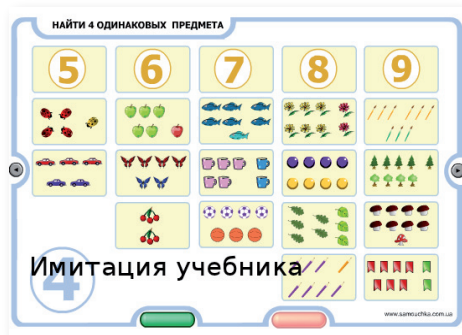 НАЙТИ 4 ОДИНАКОВЫХ ПРЕДМЕТА
5 6 7 8 9
Имитация учебника
4
www.samouchka.com.ua